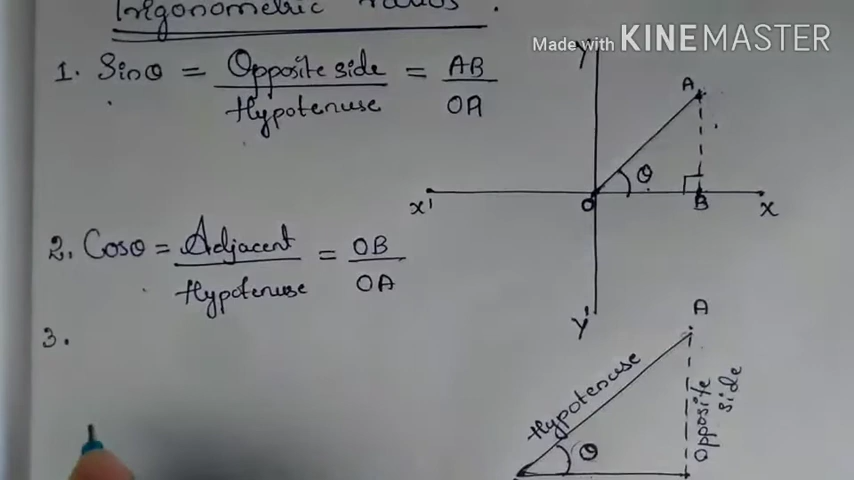 Trigonometric ratios.
Made with KINEMASTER
1. Sinθ = Opposite side / Hypotenuse = AB / OA
2. Cosθ = Adjacent / Hypotenuse = OB / OA
3.
Y
A
θ
X'
O
B
X
Y'
A
Hypotenuse
Opposite side
θ